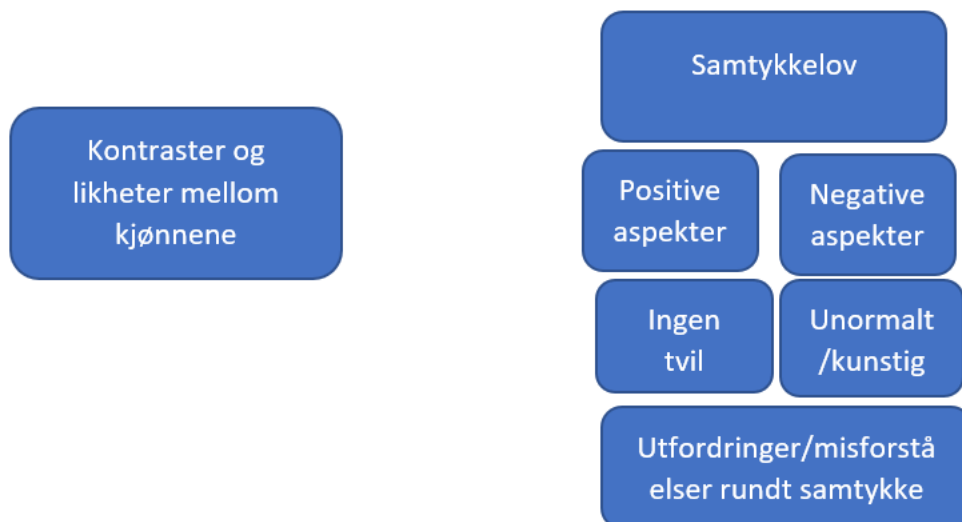 Kontraster og
likheter mellom
kjønnene
Samtykkelov
Positive
aspekter
Negative
aspekter
Ingen
tvil
Unormalt
/kunstig
Utfordringer/misforstå
elser rundt samtykke